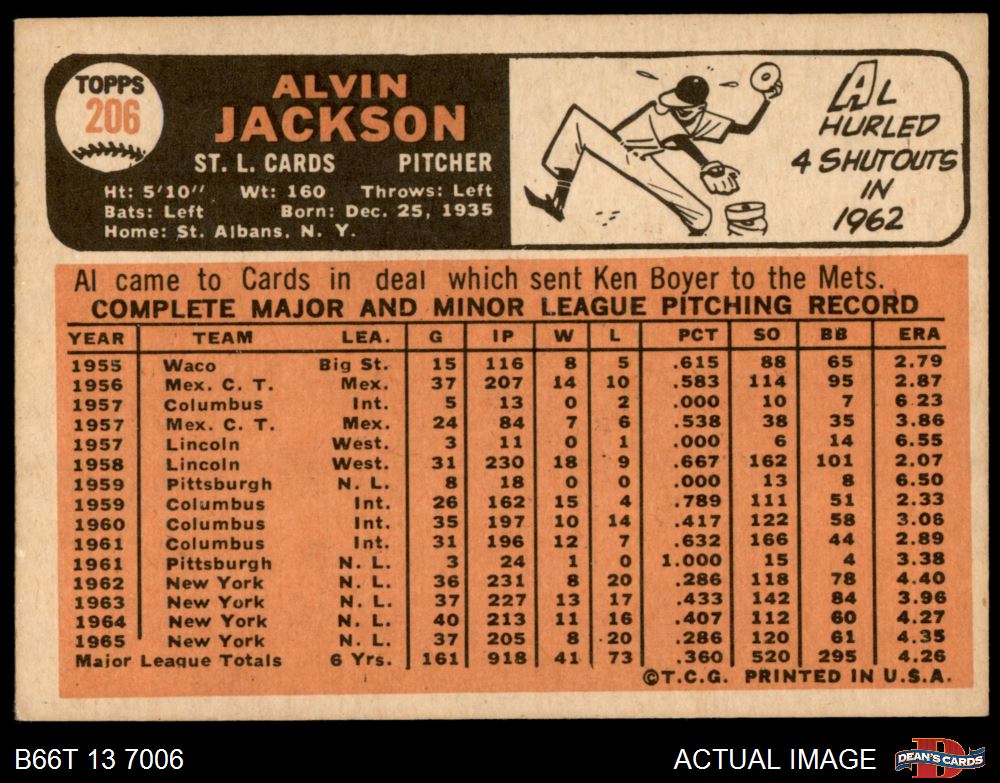 TOPPS
206
ALVIN
JACKSON
ST. L. CARDS PITCHER
Ht: 5'10" Wt: 160 Throws: Left
Bats: Left Born: Dec. 25, 1935
Home: St. Albans, N. Y.
AL
HURLED
4 SHUTOUTS
IN
1962
Al came to Cards in deal which sent Ken Boyer to the Mets.
COMPLETE MAJOR AND MINOR LEAGUE PITCHING RECORD
YEAR TEAM LEA. G IP W L PCT SO BB ERA
1955 Waco Big St. 15 116 8 5 .615 88 65 2.79
1956 Mex. C. T. Mex. 37 207 14 10 .583 114 95 2.87
1957 Columbus Int. 5 13 0 2 .000 10 7 6.23
1957 Mex. C. T. Mex. 24 84 7 6 .538 38 35 3.86
1957 Lincoln West. 3 11 0 1 .000 6 14 6.55
1958 Lincoln West. 31 230 18 9 .667 162 101 2.07
1959 Pittsburgh N. L. 8 18 0 0 .000 13 8 6.50
1959 Columbus Int. 26 162 15 4 .789 111 51 2.33
1960 Columbus Int. 35 197 10 14 .417 122 58 3.06
1961 Columbus Int. 31 196 12 7 .632 166 44 2.89
1961 Pittsburgh N. L. 3 24 1 0 1.000 15 4 3.38
1962 New York N. L. 36 231 8 20 .286 118 78 4.40
1963 New York N. L. 37 227 13 17 .433 142 84 3.96
1964 New York N. L. 40 213 11 16 .407 112 60 4.27
1965 New York N. L. 37 205 8 20 .286 120 61 4.35
Major League Totals 6 Yrs. 161 918 41 73 .360 520 295 4.26
©T.C.G. PRINTED IN U.S.A.
B66T 13 7006 ACTUAL IMAGE
D
DEAN'S CARDS